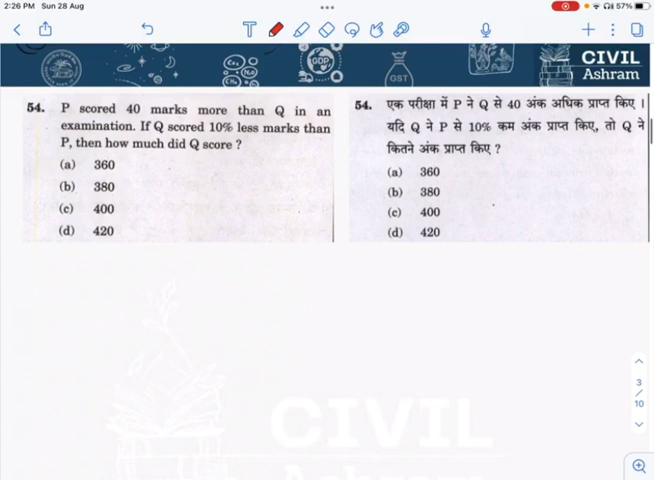 2:26 PM Sun 28 Aug
57%
CIVIL
Ashram
GDP
GST
54. P scored 40 marks more than Q in an
examination. If Q scored 10% less marks than
P, then how much did Q score ?
(a) 360
(b) 380
(c) 400
(d) 420
54. एक परीक्षा में P ने Q से 40 अंक अधिक प्राप्त किए ।
यदि Q ने P से 10% कम अंक प्राप्त किए, तो Q ने
कितने अंक प्राप्त किए ?
(a) 360
(b) 380
(c) 400
(d) 420
3
/
10
CIVIL
Ashram